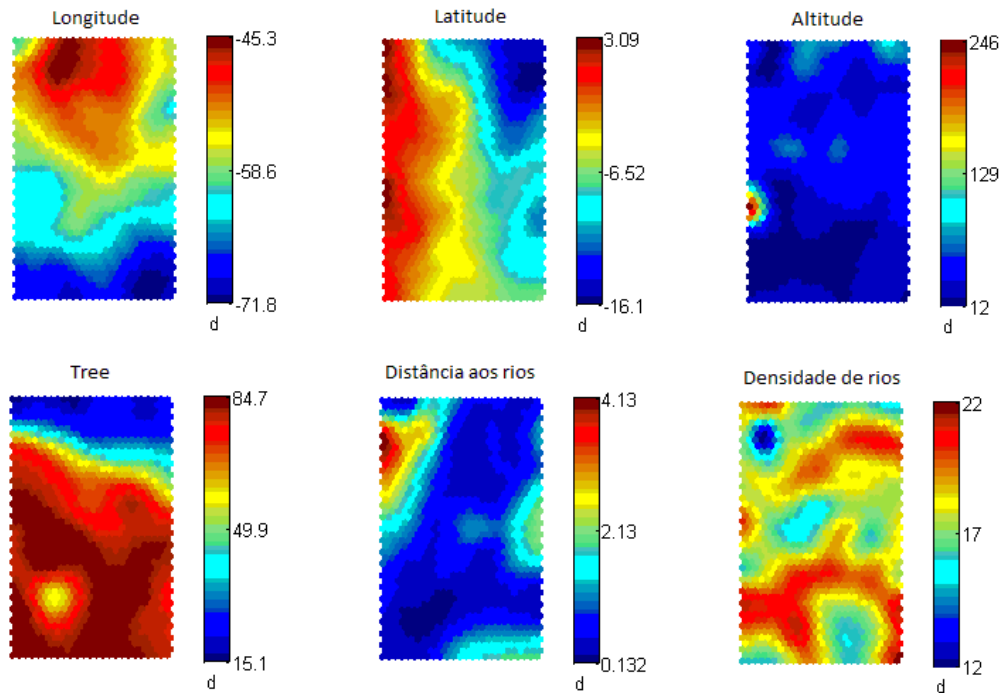 Longitude
-45.3
-58.6
-71.8
d
Latitude
3.09
-6.52
-16.1
d
Altitude
246
129
12
d
Tree
84.7
49.9
15.1
d
Distância aos rios
4.13
2.13
0.132
d
Densidade de rios
22
17
12
d